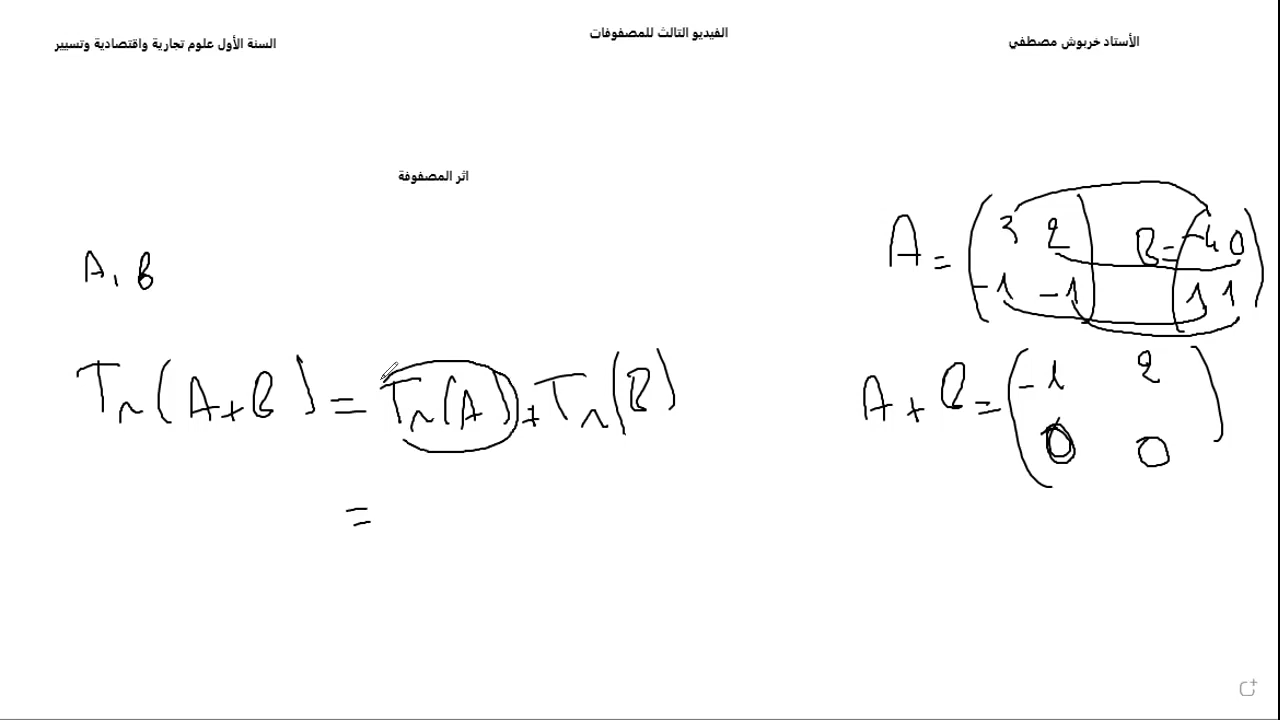 الأستاد خربوش مصطفي
الفيديو الثالث للمصفوفات
السنة الأول علوم تجارية واقتصادية وتسيير
اثر المصفوفة
A, B
Tr(A+B) = Tr(A) + Tr(B)
=
A = (3 2
-1 -1)
B = (-4 0
1 1)
A + B = (-1 2
0 0)